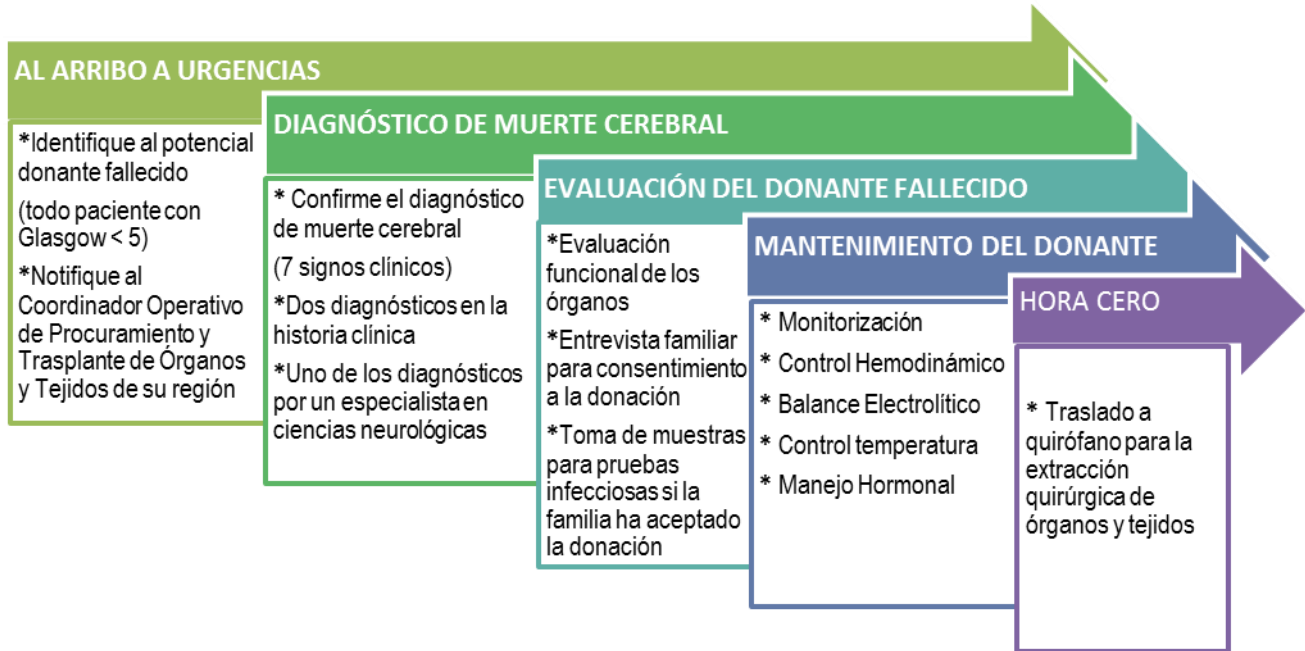 AL ARRIBO A URGENCIAS
*Identifique al potencial
donante fallecido
(todo paciente con
Glasgow < 5)
*Notifique al
Coordinador Operativo
de Procuramiento y
Trasplante de Órganos
y Tejidos de su región
DIAGNÓSTICO DE MUERTE CEREBRAL
* Confirme el diagnóstico
de muerte cerebral
(7 signos clínicos)
*Dos diagnósticos en la
historia clínica
*Uno de los diagnósticos
por un especialista en
ciencias neurológicas
EVALUACIÓN DEL DONANTE FALLECIDO
*Evaluación
funcional de los
órganos
*Entrevista familiar
para consentimiento
a la donación
*Toma de muestras
para pruebas
infecciosas si la
familia ha aceptado
la donación
MANTENIMIENTO DEL DONANTE
* Monitorización
* Control Hemodinámico
* Balance Electrolítico
* Control temperatura
* Manejo Hormonal
HORA CERO
* Traslado a
quirófano para la
extracción
quirúrgica de
órganos y tejidos